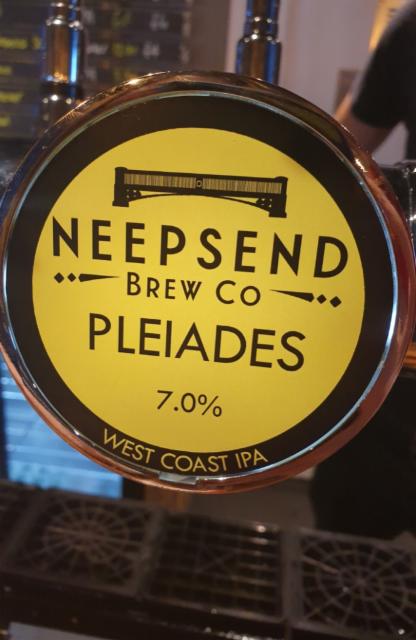 NEEPSEND
BREW CO
PLEIADES
7.0%
WEST COAST IPA